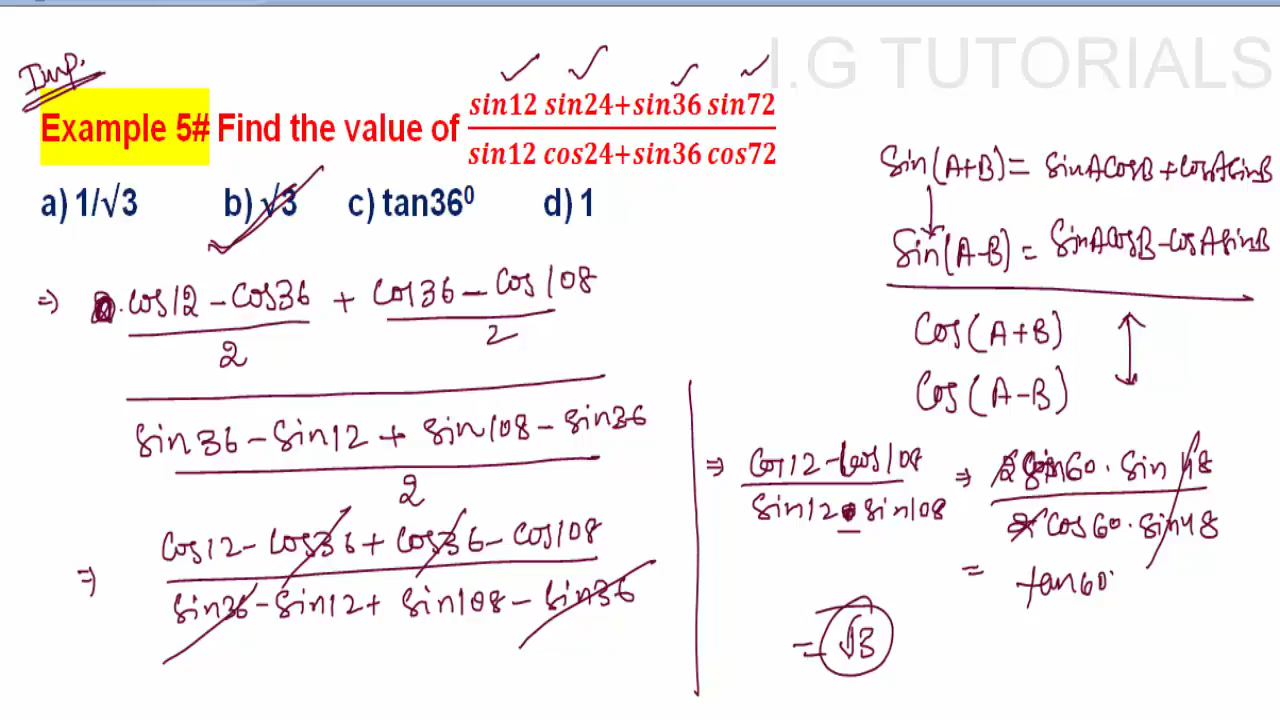 I.G TUTORIALS
Imp.
Example 5# Find the value of (sin12 sin24+sin36 sin72)/(sin12 cos24+sin36 cos72)
a) 1/√3 b) √3 c) tan36⁰ d) 1
Sin(A+B) = SinACosB + CosASinB
Sin(A-B) = SinACosB - CosASinB
Cos(A+B)
Cos(A-B)
⇒ Cos12 - Cos36 + Cos36 - Cos108
2 2
Sin36 - Sin12 + Sin108 - Sin36
2
⇒ Cos12 - Cos36 + Cos36 - Cos108
Sin36 - Sin12 + Sin108 - Sin36
⇒ Cos12 - Cos108 ⇒ 2 Sin60 . Sin48
Sin12 - Sin108 2 Cos60 . Sin48
= tan60
= √3